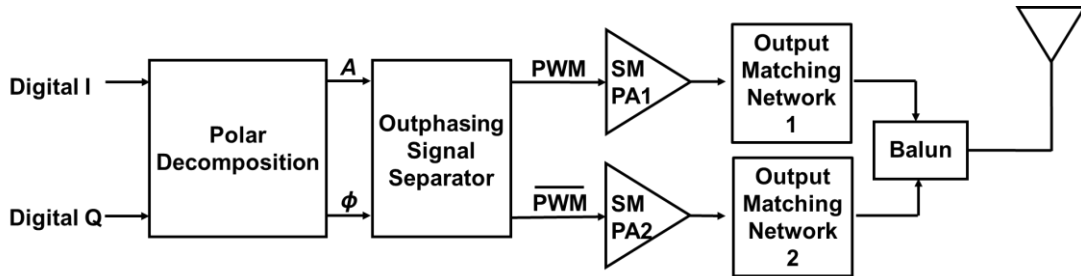 Digital I
Digital Q
Polar
Decomposition
A
ϕ
Outphasing
Signal
Separator
PWM
P̅W̅M̅
SM
PA1
SM
PA2
Output
Matching
Network
1
Output
Matching
Network
2
Balun